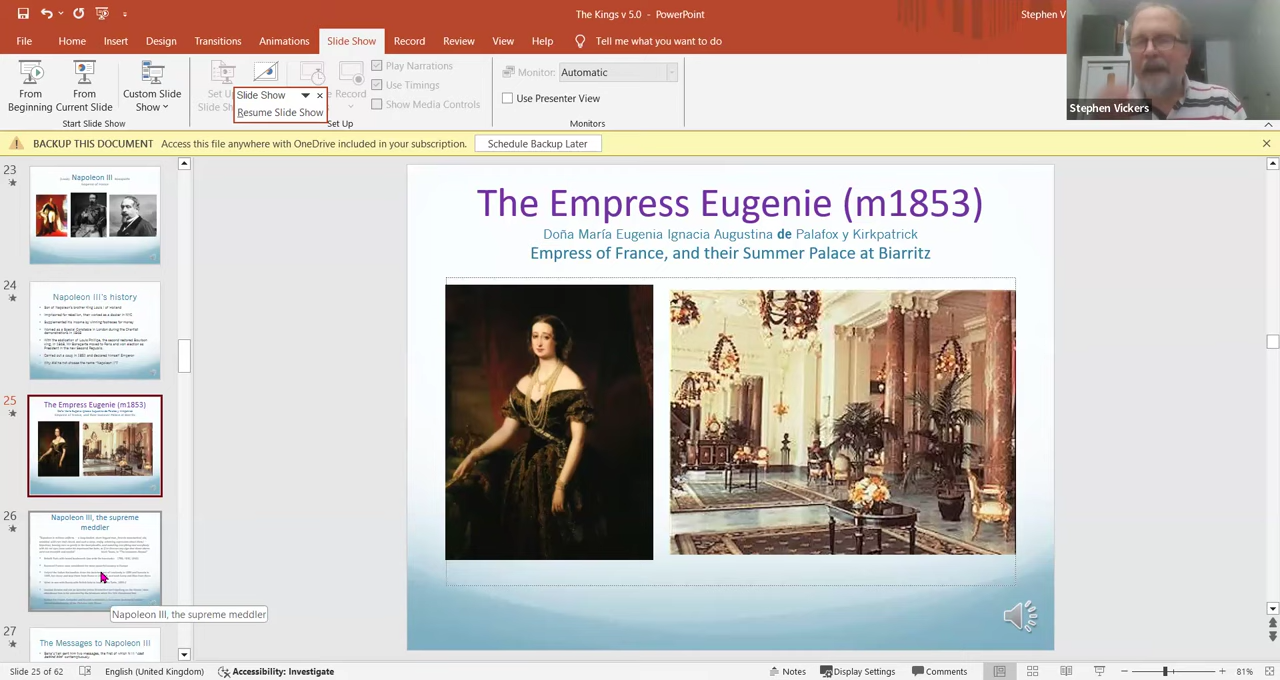 The Kings v 5.0 - PowerPoint
Stephen V
File Home Insert Design Transitions Animations Slide Show Record Review View Help Tell me what you want to do
From Beginning
From Current Slide
Custom Slide Show
Start Slide Show
Slide Show
Resume Slide Show
Record
Play Narrations
Use Timings
Show Media Controls
Set Up
Monitor: Automatic
Use Presenter View
Monitors
Stephen Vickers
BACKUP THIS DOCUMENT Access this file anywhere with OneDrive included in your subscription. Schedule Backup Later
23
Napoleon III
24
Napoleon III's history
25
The Empress Eugenie (m1853)
26
Napoleon III, the supreme
meddler
Napoleon III, the supreme meddler
27
The Messages to Napoleon III
The Empress Eugenie (m1853)
Doña María Eugenia Ignacia Augustina de Palafox y Kirkpatrick
Empress of France, and their Summer Palace at Biarritz
Slide 25 of 62 English (United Kingdom) Accessibility: Investigate Notes Display Settings Comments 81%